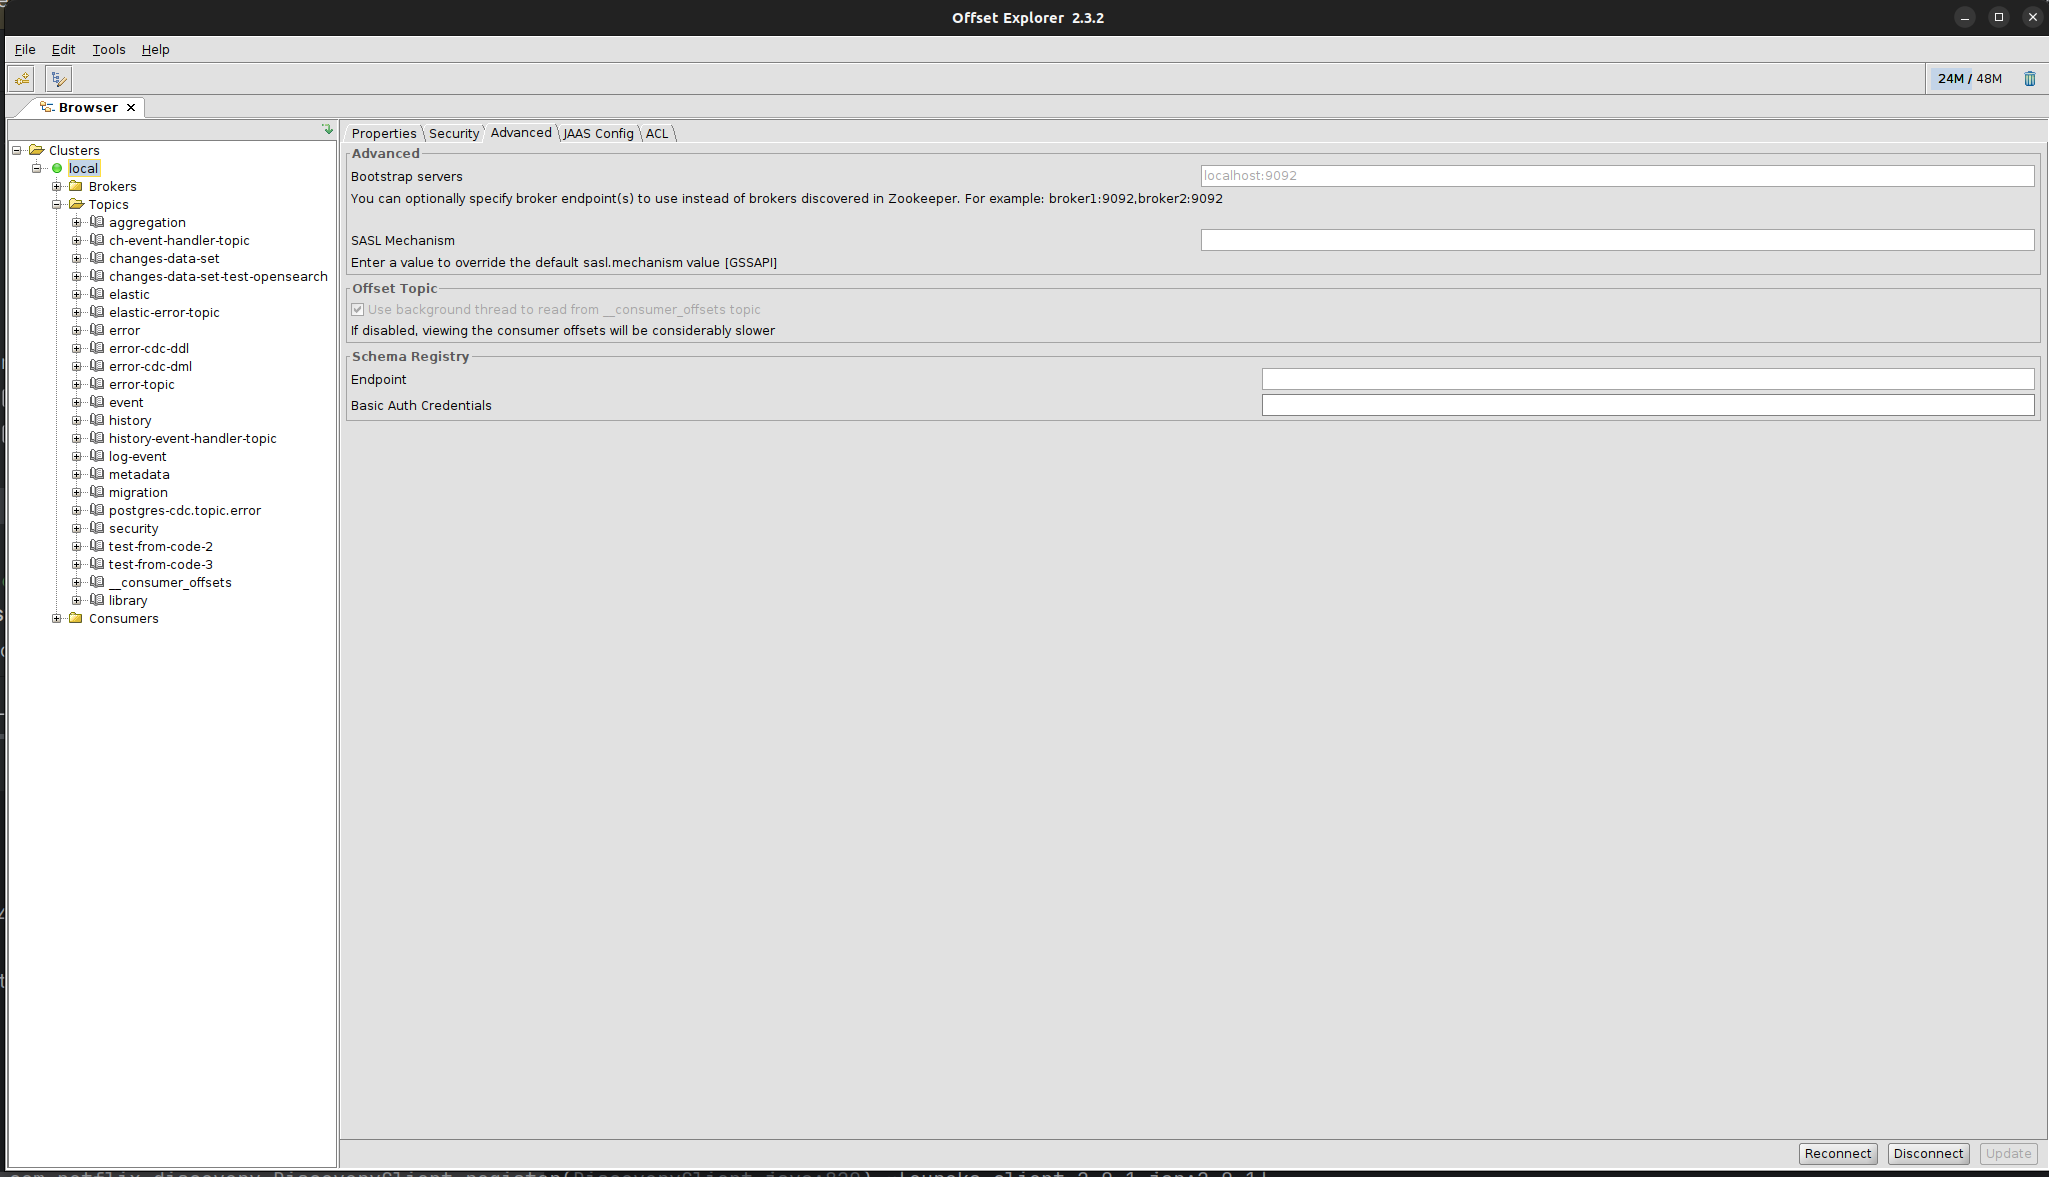 Offset Explorer 2.3.2
File Edit Tools Help
24M / 48M
Browser
Properties Security Advanced JAAS Config ACL
Clusters
local
Brokers
Topics
aggregation
ch-event-handler-topic
changes-data-set
changes-data-set-test-opensearch
elastic
elastic-error-topic
error
error-cdc-ddl
error-cdc-dml
error-topic
event
history
history-event-handler-topic
log-event
metadata
migration
postgres-cdc.topic.error
security
test-from-code-2
test-from-code-3
__consumer_offsets
library
Consumers
Advanced
Bootstrap servers localhost:9092
You can optionally specify broker endpoint(s) to use instead of brokers discovered in Zookeeper. For example: broker1:9092,broker2:9092
SASL Mechanism
Enter a value to override the default sasl.mechanism value [GSSAPI]
Offset Topic
Use background thread to read from __consumer_offsets topic
If disabled, viewing the consumer offsets will be considerably slower
Schema Registry
Endpoint
Basic Auth Credentials
Reconnect Disconnect Update